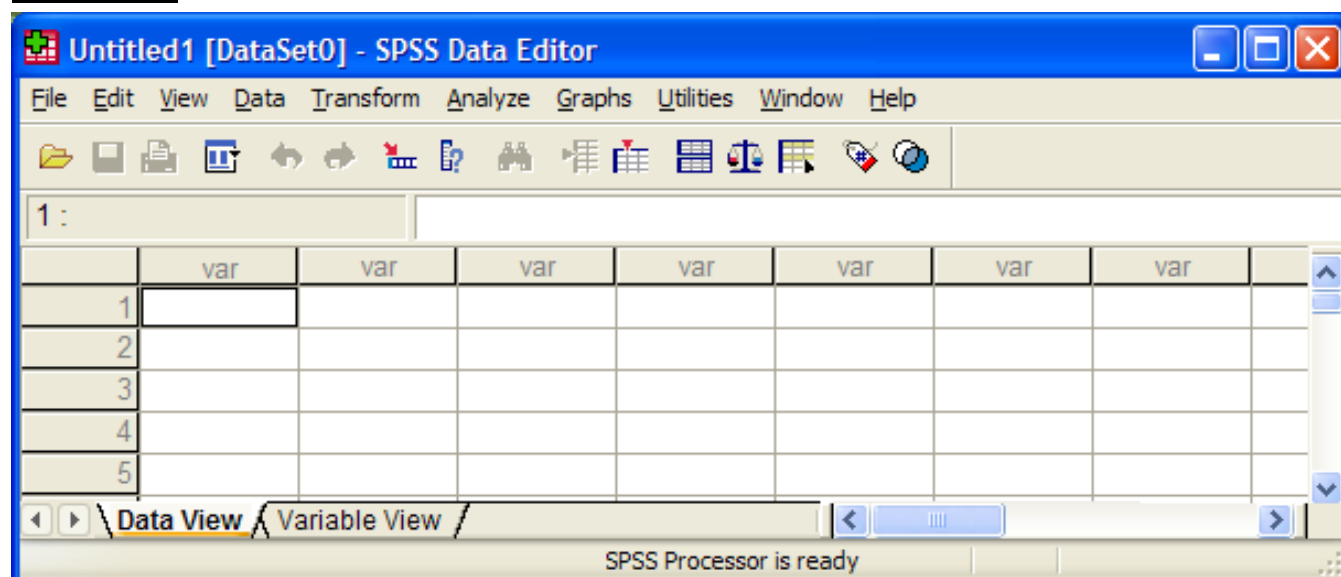 Untitled1 [DataSet0] - SPSS Data Editor
File Edit View Data Transform Analyze Graphs Utilities Window Help
1 :
var var var var var var var
1
2
3
4
5
Data View Variable View
SPSS Processor is ready